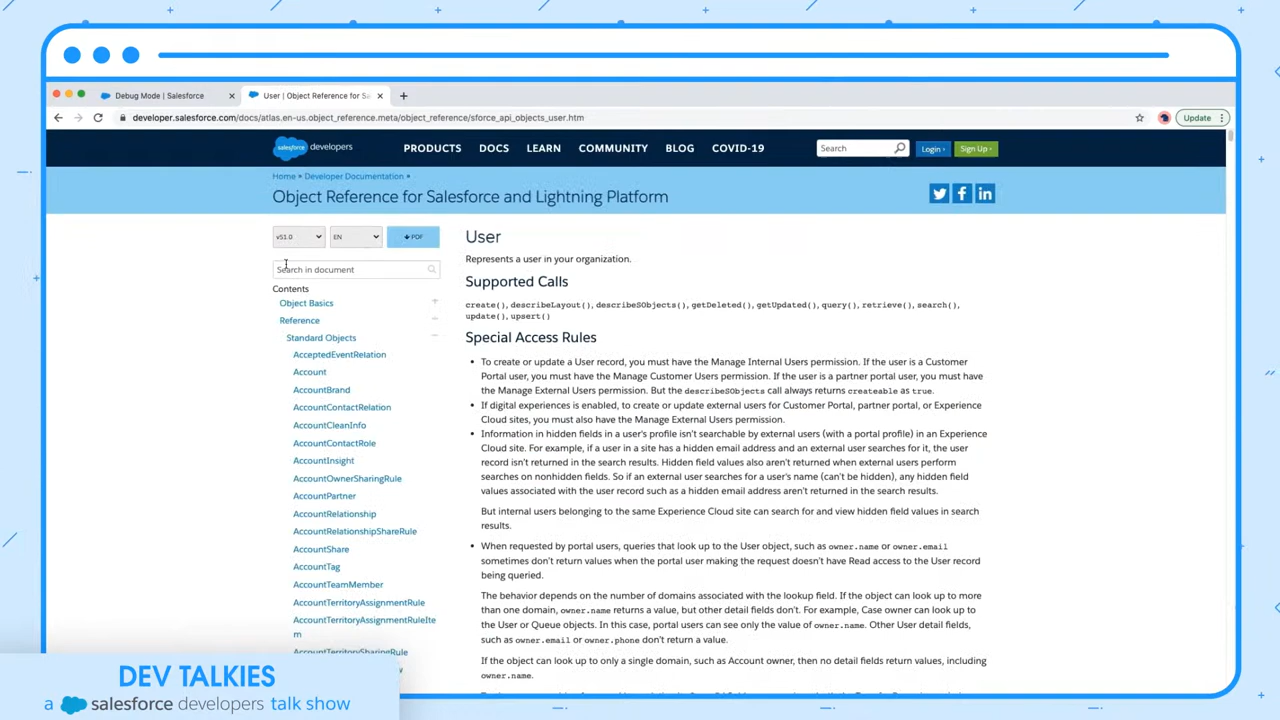 Debug Mode | Salesforce
User | Object Reference for Sa
developer.salesforce.com/docs/atlas.en-us.object_reference.meta/object_reference/sforce_api_objects_user.htm
Update
salesforce developers
PRODUCTS
DOCS
LEARN
COMMUNITY
BLOG
COVID-19
Search
Login ›
Sign Up ›
Home
Developer Documentation
Object Reference for Salesforce and Lightning Platform
v51.0
EN
PDF
Search in document
Contents
Object Basics
Reference
Standard Objects
AcceptedEventRelation
Account
AccountBrand
AccountContactRelation
AccountCleanInfo
AccountContactRole
AccountInsight
AccountOwnerSharingRule
AccountPartner
AccountRelationship
AccountRelationshipShareRule
AccountShare
AccountTag
AccountTeamMember
AccountTerritoryAssignmentRule
AccountTerritoryAssignmentRuleIte
m
AccountTerritorySharingRule
User
Represents a user in your organization.
Supported Calls
create(), describeLayout(), describeSObjects(), getDeleted(), getUpdated(), query(), retrieve(), search(),
update(), upsert()
Special Access Rules
• To create or update a User record, you must have the Manage Internal Users permission. If the user is a Customer
Portal user, you must have the Manage Customer Users permission. If the user is a partner portal user, you must have
the Manage External Users permission. But the describeSObjects call always returns createable as true.
• If digital experiences is enabled, to create or update external users for Customer Portal, partner portal, or Experience
Cloud sites, you must also have the Manage External Users permission.
• Information in hidden fields in a user's profile isn't searchable by external users (with a portal profile) in an Experience
Cloud site. For example, if a user in a site has a hidden email address and an external user searches for it, the user
record isn't returned in the search results. Hidden field values also aren't returned when external users perform
searches on nonhidden fields. So if an external user searches for a user's name (can't be hidden), any hidden field
values associated with the user record such as a hidden email address aren't returned in the search results.
But internal users belonging to the same Experience Cloud site can search for and view hidden field values in search
results.
• When requested by portal users, queries that look up to the User object, such as owner.name or owner.email
sometimes don't return values when the portal user making the request doesn't have Read access to the User record
being queried.
The behavior depends on the number of domains associated with the lookup field. If the object can look up to more
than one domain, owner.name returns a value, but other detail fields don't. For example, Case owner can look up to
the User or Queue objects. In this case, portal users can see only the value of owner.name. Other User detail fields,
such as owner.email or owner.phone don't return a value.
If the object can look up to only a single domain, such as Account owner, then no detail fields return values, including
owner.name.
DEV TALKIES
a salesforce developers talk show